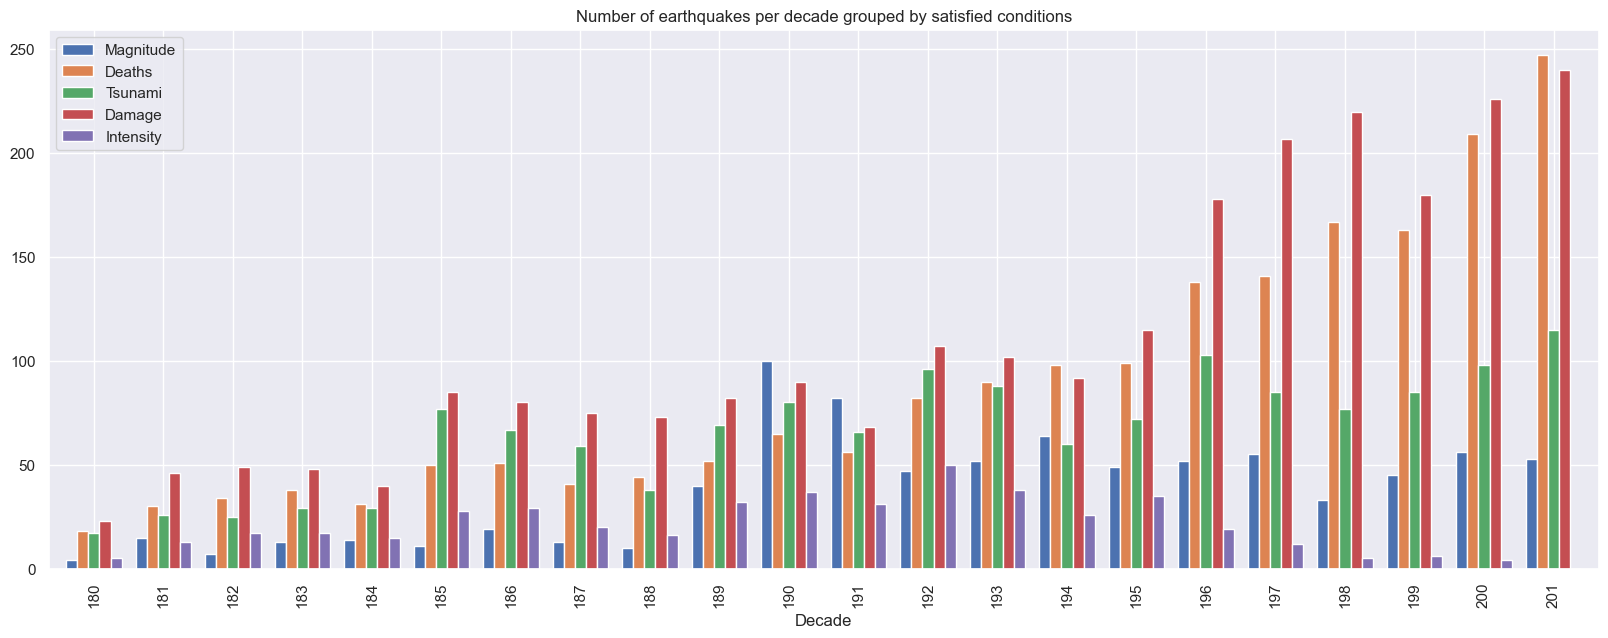 Number of earthquakes per decade grouped by satisfied conditions
Magnitude
Deaths
Tsunami
Damage
Intensity
250
200
150
100
50
0
180 181 182 183 184 185 186 187 188 189 190 191 192 193 194 195 196 197 198 199 200 201
Decade